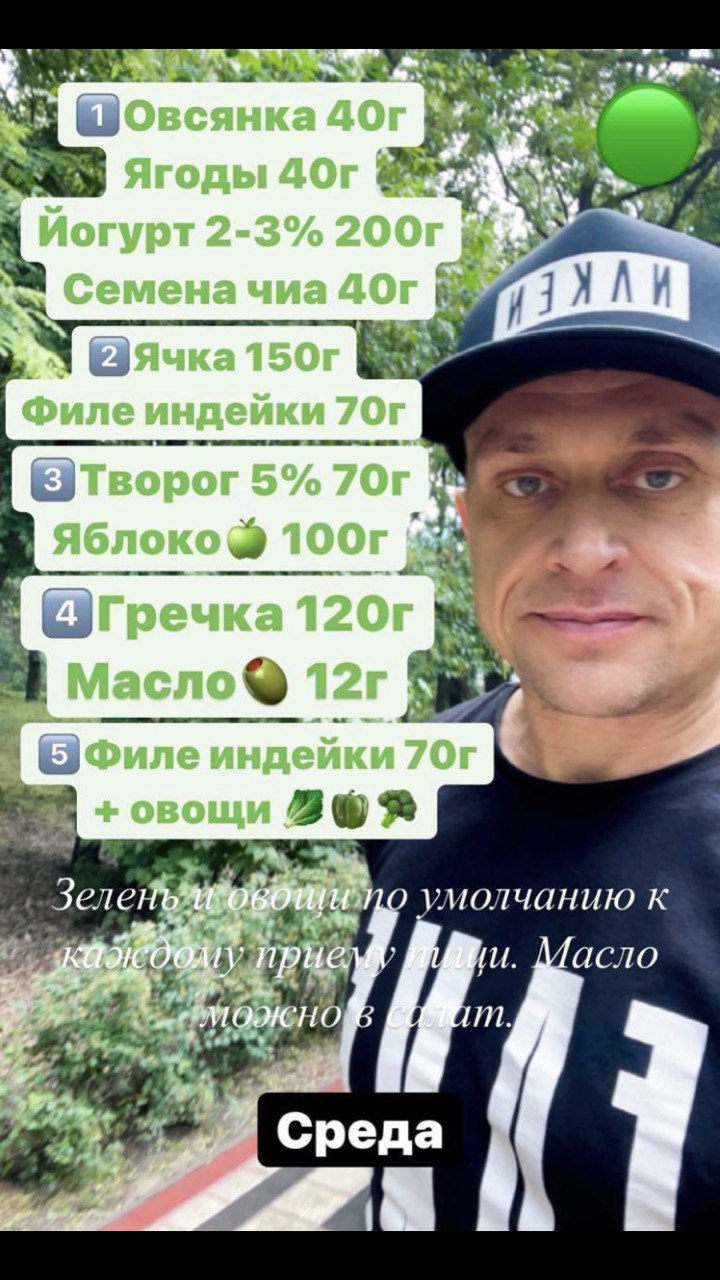 1 Овсянка 40г
Ягоды 40г
Йогурт 2-3% 200г
Семена чиа 40г
2 Ячка 150г
Филе индейки 70г
3 Творог 5% 70г
Яблоко🍏 100г
4 Гречка 120г
Масло🫒 12г
5 Филе индейки 70г
+ овощи 🥬🫑🥦
Зелень и овощи по умолчанию к
каждому приему пищи. Масло
можно в салат.
Среда
NAKED